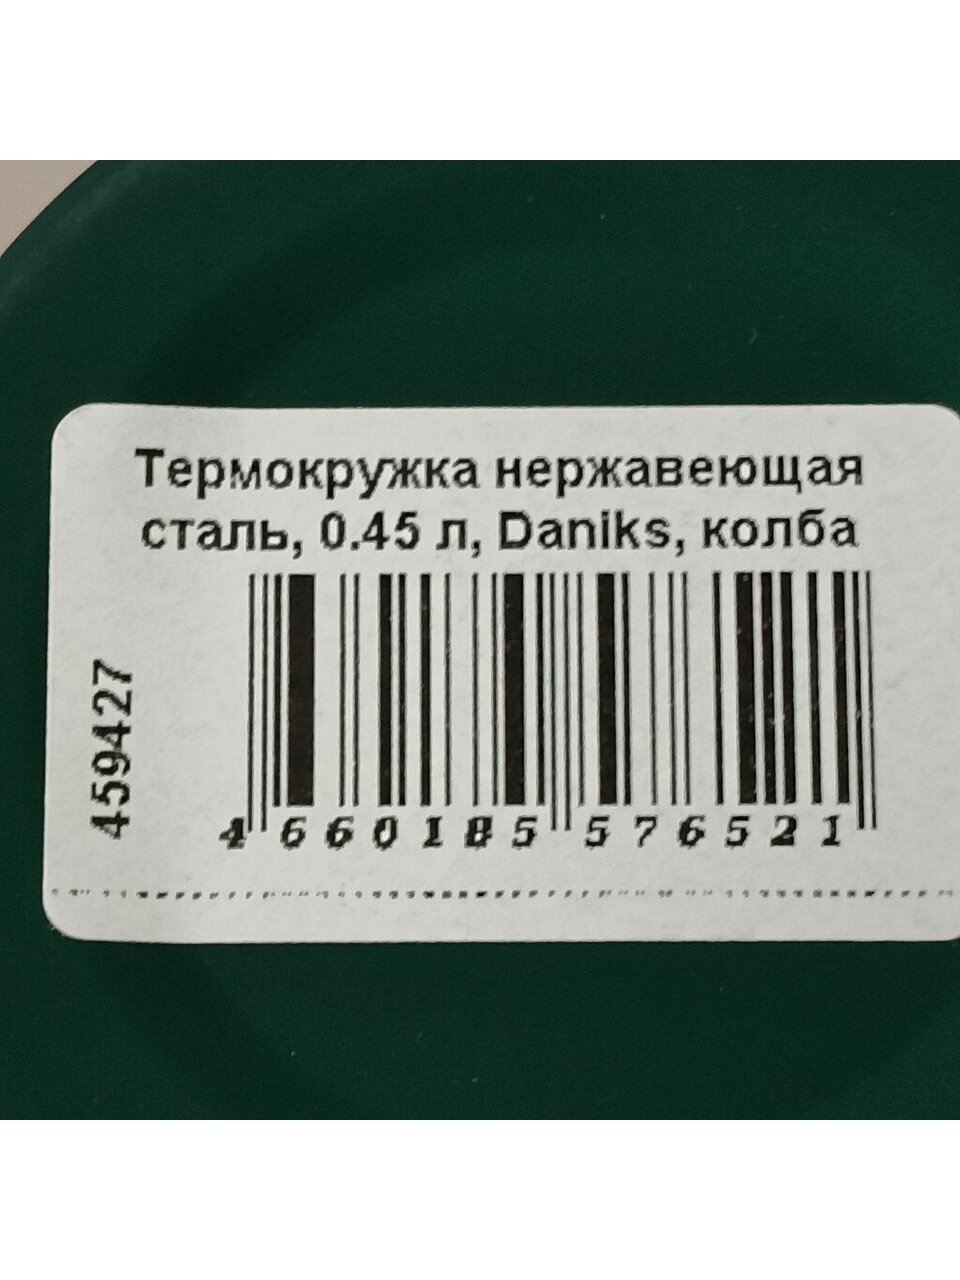 Термокружка нержавеющая
сталь, 0.45 л, Daniks, колба
459427
4 660185 576521